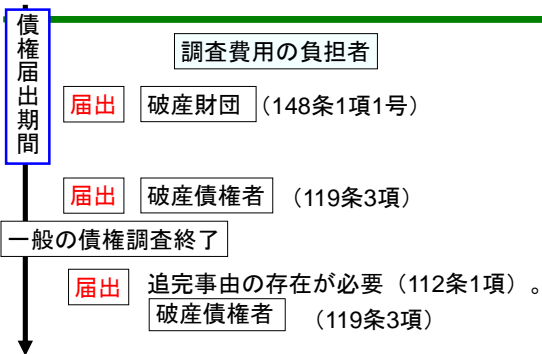 債権届出期間
調査費用の負担者
届出 破産財団 （148条1項1号）
届出 破産債権者 （119条3項）
一般の債権調査終了
届出 追完事由の存在が必要（112条1項）。
破産債権者 （119条3項）